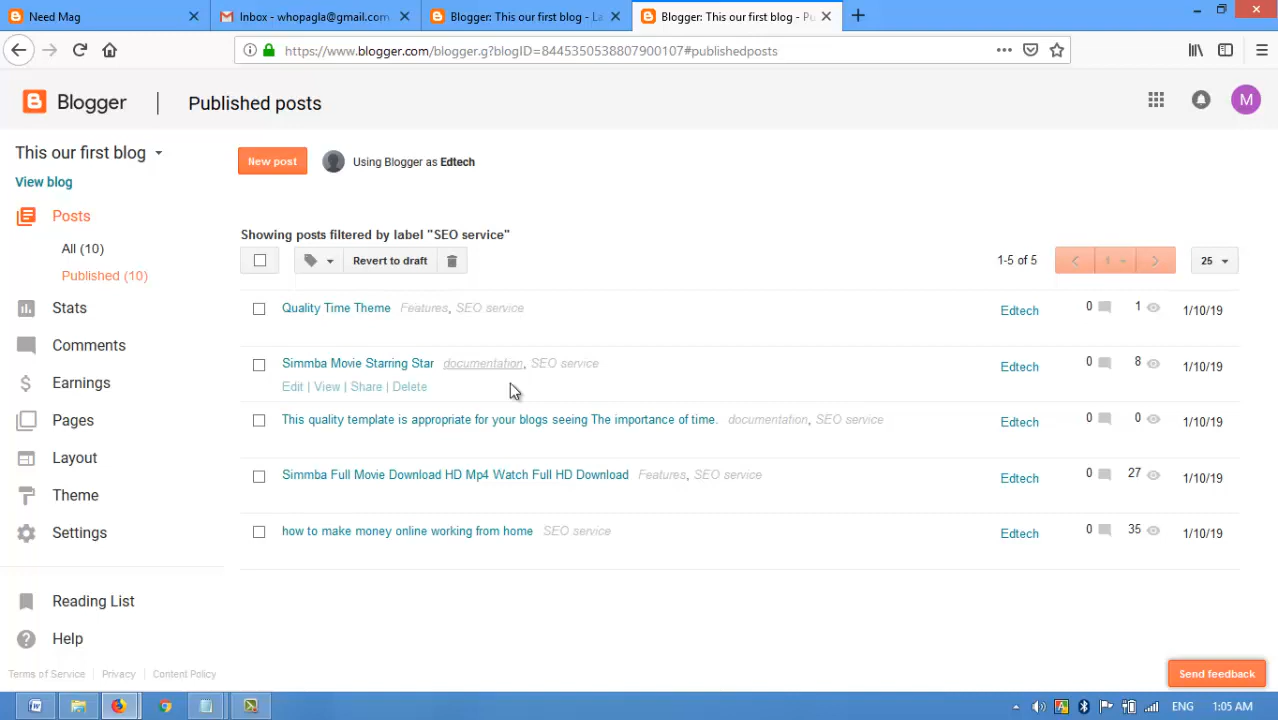 Need Mag
Inbox - whopagla@gmail.com
Blogger: This our first blog - La
Blogger: This our first blog - Pu
https://www.blogger.com/blogger.g?blogID=8445350538807900107#publishedposts
Blogger
Published posts
M
This our first blog
New post
Using Blogger as Edtech
View blog
Posts
All (10)
Published (10)
Stats
Comments
Earnings
Pages
Layout
Theme
Settings
Reading List
Help
Terms of Service | Privacy | Content Policy
Showing posts filtered by label "SEO service"
Revert to draft
1-5 of 5
1
25
Quality Time Theme Features, SEO service Edtech 0 1 1/10/19
Simmba Movie Starring Star documentation, SEO service Edtech 0 8 1/10/19
Edit | View | Share | Delete
This quality template is appropriate for your blogs seeing The importance of time. documentation, SEO service Edtech 0 0 1/10/19
Simmba Full Movie Download HD Mp4 Watch Full HD Download Features, SEO service Edtech 0 27 1/10/19
how to make money online working from home SEO service Edtech 0 35 1/10/19
Send feedback
ENG 1:05 AM